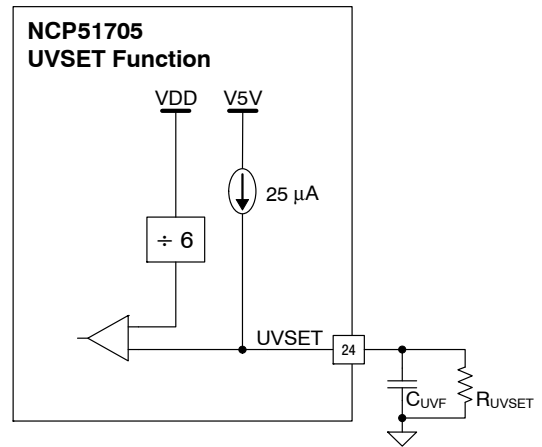 NCP51705
UVSET Function
VDD V5V
25 μA
÷ 6
UVSET
24
CUVF
RUVSET